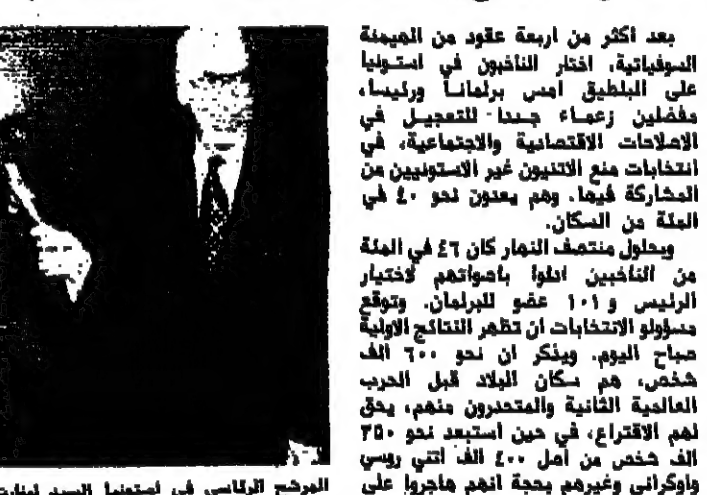 بعد اكثر من اربعة عقود من الهيمنة
السوفياتية، اختار الناخبون في استونيا
على البلطيق امس برلماناً ورئيساً،
مفضلين زعماء جدداً للتعجيل في
الاصلاحات الاقتصادية والاجتماعية، في
انتخابات منع الاتنيون غير الاستونيين من
المشاركة فيها، وهم يعدون نحو ٤٠ في
المئة من السكان.
وبحلول منتصف النهار كان ٤٦ في المئة
من الناخبين ادلوا بأصواتهم لاختيار
الرئيس و ١٠١ عضو للبرلمان. وتوقع
مسؤولو الانتخابات ان تظهر النتائج الاولية
صباح اليوم. ويذكر ان نحو ٦٠٠ الف
شخص، هم سكان البلاد قبل الحرب
العالمية الثانية والمتحدرون منهم، يحق
لهم الاقتراع، في حين استبعد نحو ٣٥٠
الف شخص من اصل ٤٠٠ الف اتني روسي
واوكراني وغيرهم بحجة انهم هاجروا على
المرشح الرئاسي في استونيا السيد لينارت